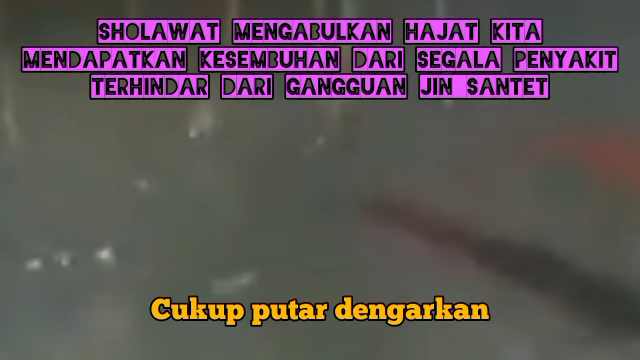 SHOLAWAT MENGABULKAN HAJAT KITA
MENDAPATKAN KESEMBUHAN DARI SEGALA PENYAKIT
TERHINDAR DARI GANGGUAN JIN SANTET
Cukup putar dengarkan